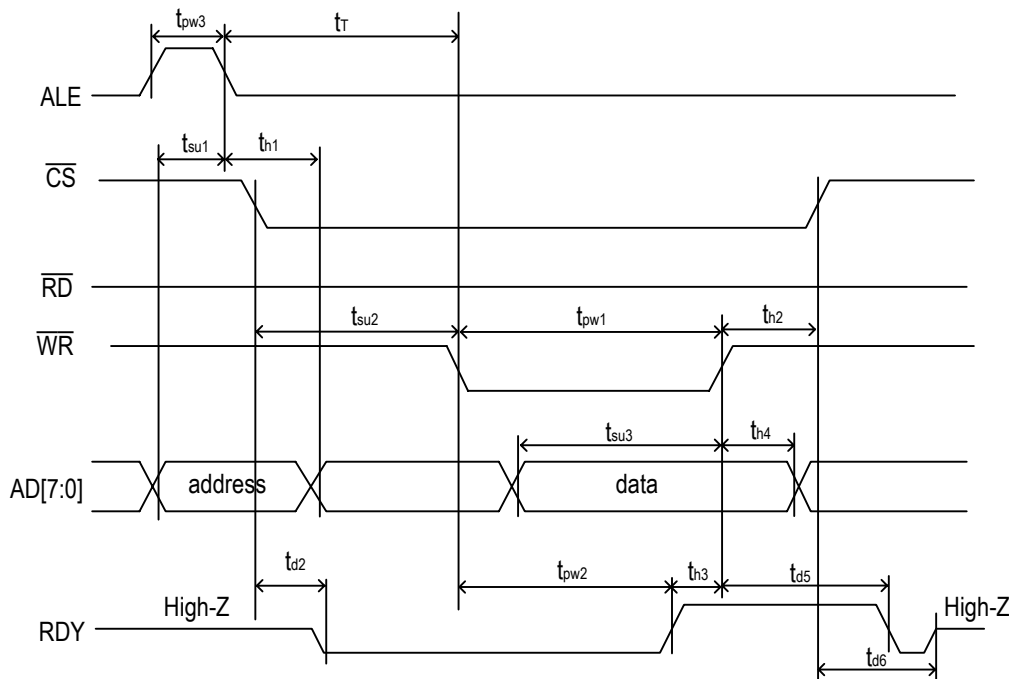 tpw3 tT
ALE
tsu1 th1
CS
RD
tsu2 tpw1 th2
WR
tsu3 th4
AD[7:0] address data
td2 tpw2 th3 td5
High-Z High-Z
RDY
td6